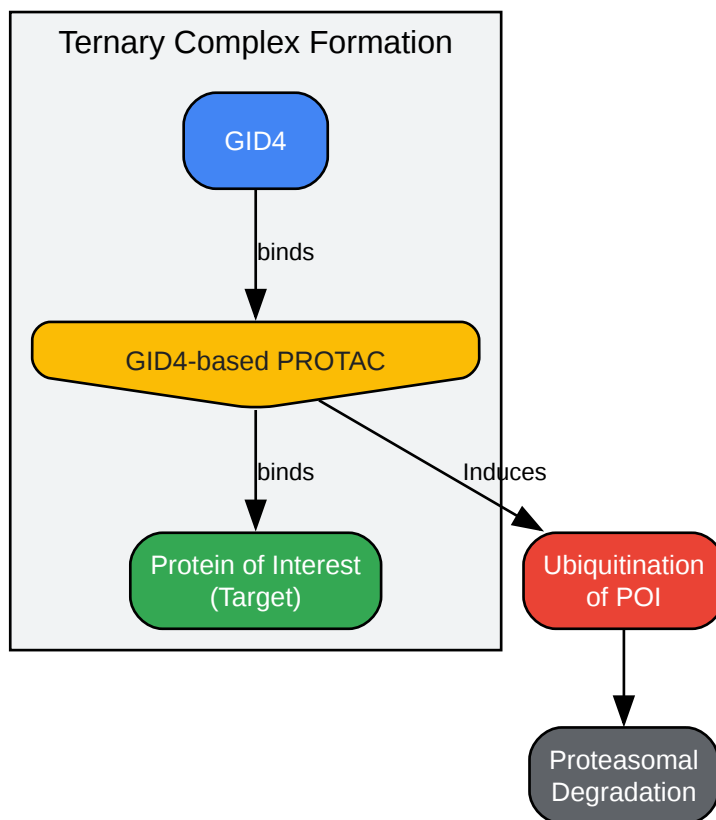 Ternary Complex Formation
GID4
binds
GID4-based PROTAC
binds
Induces
Protein of Interest
(Target)
Ubiquitination
of POI
Proteasomal
Degradation